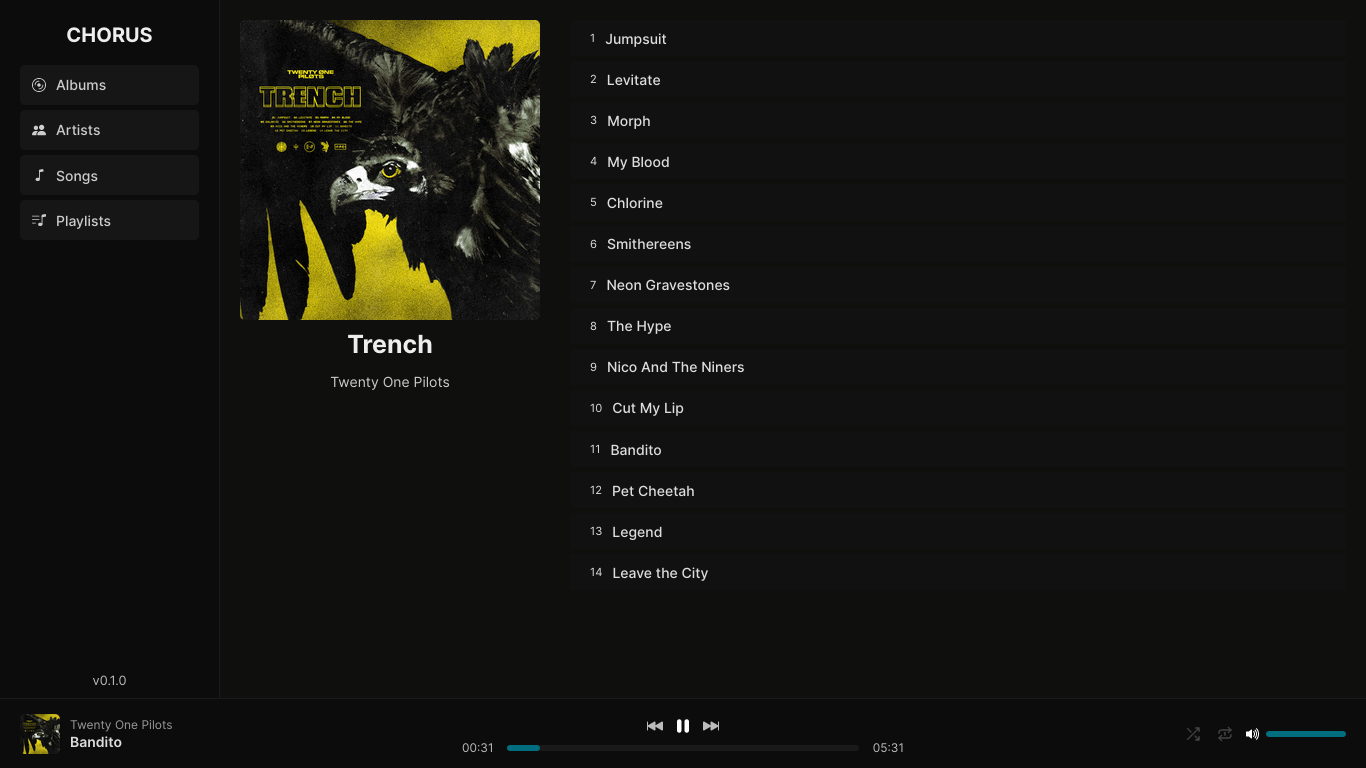 CHORUS
Albums
Artists
Songs
Playlists
v0.1.0
TWENTY ØNE
PILØTS
TRENCH
Trench
Twenty One Pilots
1 Jumpsuit
2 Levitate
3 Morph
4 My Blood
5 Chlorine
6 Smithereens
7 Neon Gravestones
8 The Hype
9 Nico And The Niners
10 Cut My Lip
11 Bandito
12 Pet Cheetah
13 Legend
14 Leave the City
Twenty One Pilots
Bandito
00:31
05:31